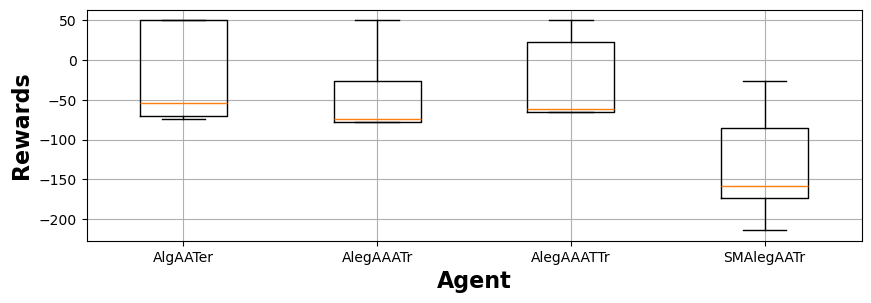 50
0
−50
−100
−150
−200
Rewards
AlgAATer
AlegAAATr
AlegAAATTr
SMAlegAATr
Agent